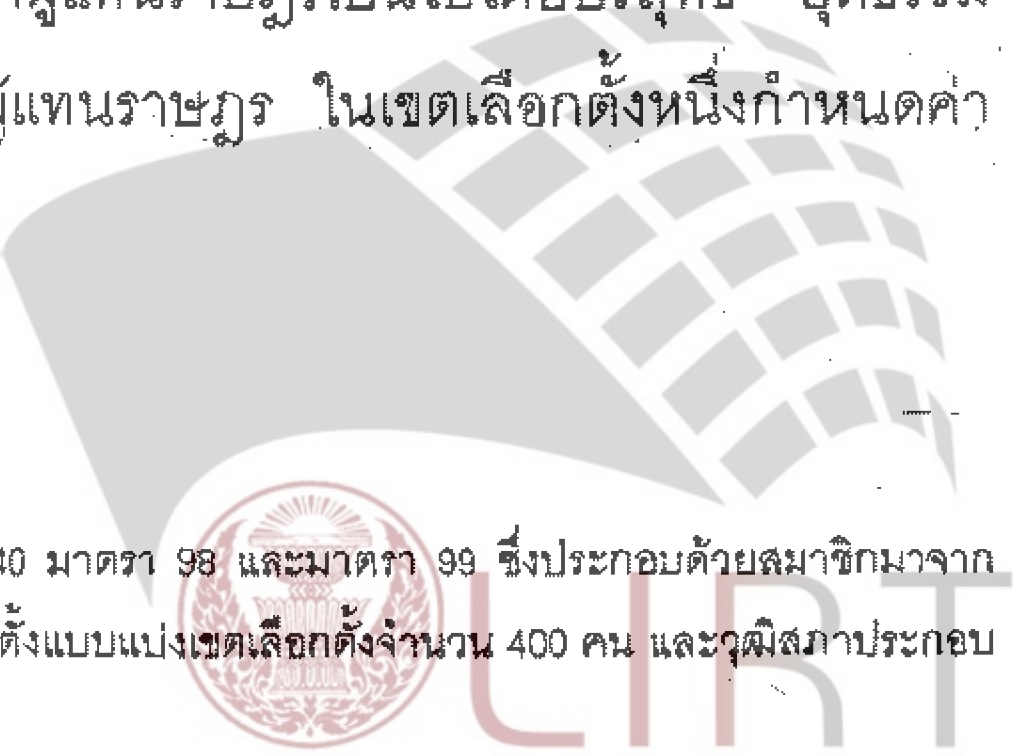 ผู้แทนราษฎร ในเขตเลือกตั้งหนึ่งกำหนดค่า
40 มาตรา 98 และมาตรา 99 ซึ่งประกอบด้วยสมาชิกมาจาก
ตั้งแบบแบ่งเขตเลือกตั้งจำนวน 400 คน และวุฒิสภาประกอบ
LIRT